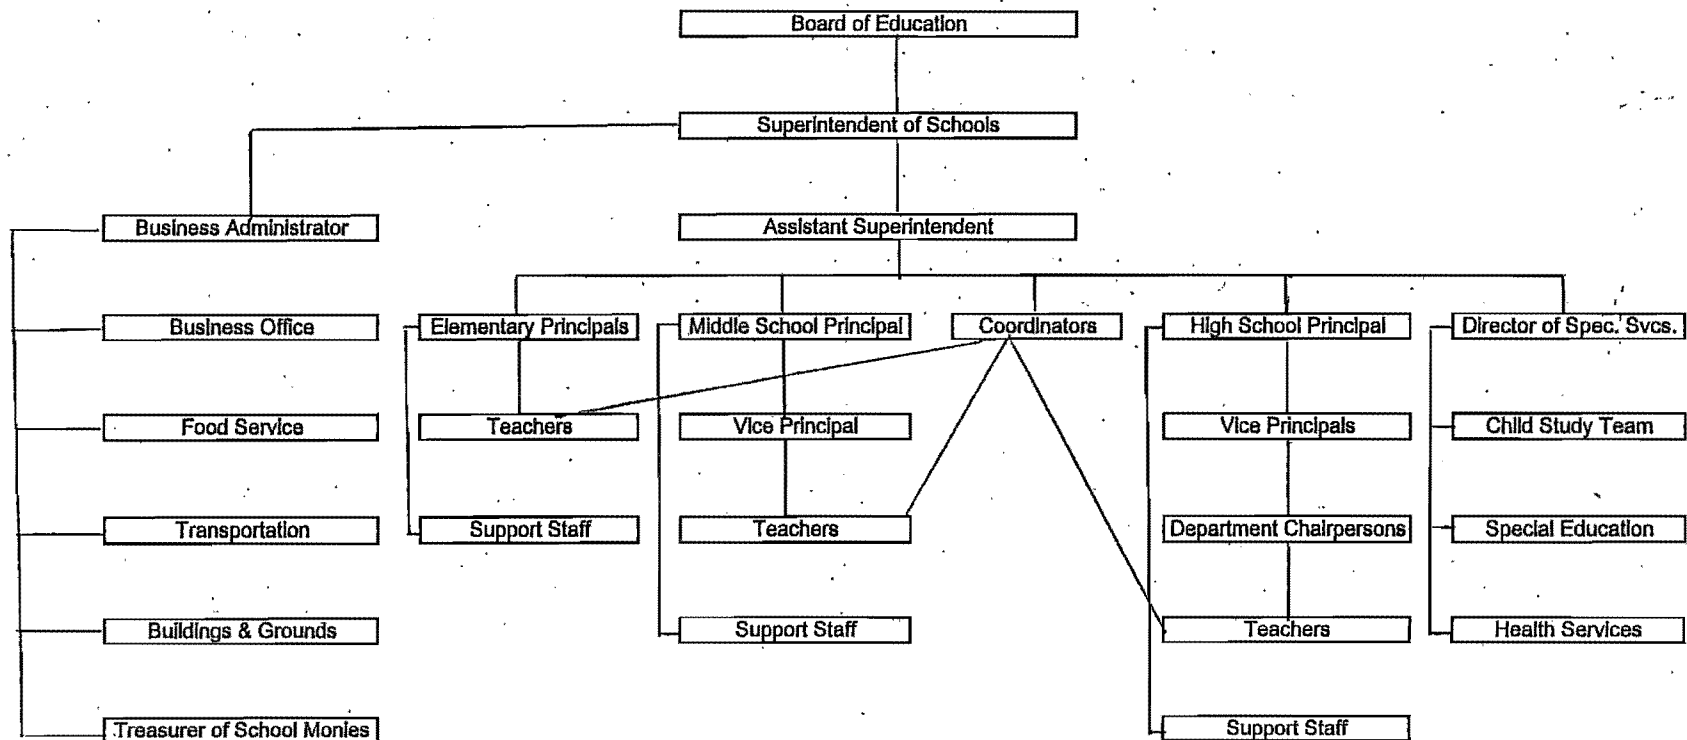 Board of Education
Superintendent of Schools
Business Administrator
Assistant Superintendent
Business Office
Elementary Principals
Middle School Principal
Coordinators
High School Principal
Director of Spec. Svcs.
Food Service
Teachers
Vice Principal
Vice Principals
Child Study Team
Transportation
Support Staff
Teachers
Department Chairpersons
Special Education
Buildings & Grounds
Support Staff
Teachers
Health Services
Treasurer of School Monies
Support Staff